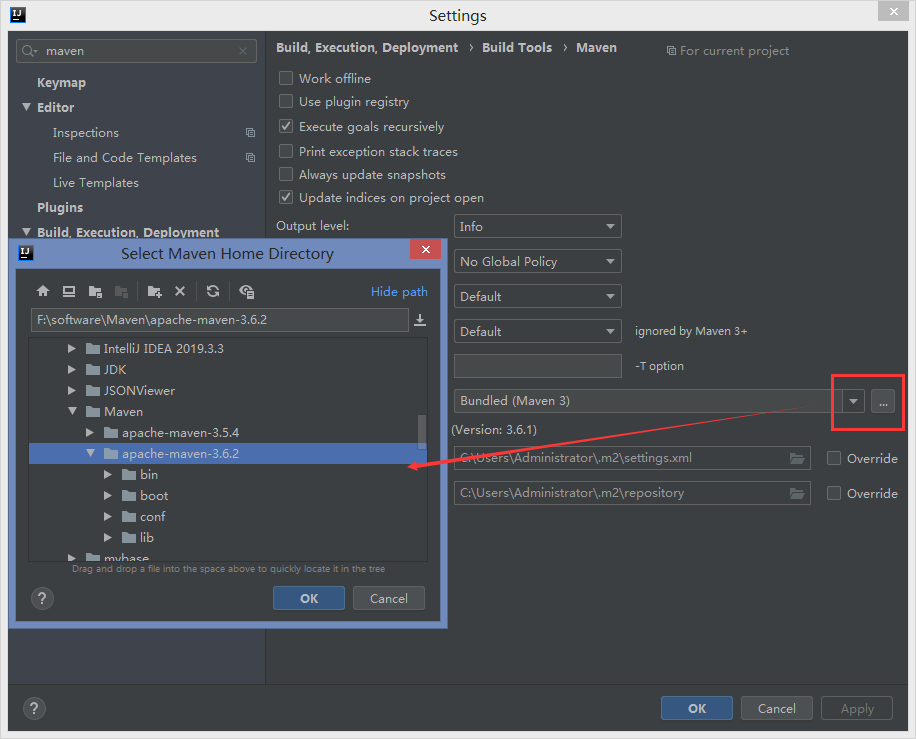 Settings
maven
Keymap
Editor
Inspections
File and Code Templates
Live Templates
Plugins
Build, Execution, Deployment
Build, Execution, Deployment › Build Tools › Maven
For current project
Work offline
Use plugin registry
Execute goals recursively
Print exception stack traces
Always update snapshots
Update indices on project open
Output level:
Info
No Global Policy
Default
Default
ignored by Maven 3+
-T option
Bundled (Maven 3)
...
(Version: 3.6.1)
C:\Users\Administrator\.m2\settings.xml
Override
C:\Users\Administrator\.m2\repository
Override
Select Maven Home Directory
Hide path
F:\software\Maven\apache-maven-3.6.2
IntelliJ IDEA 2019.3.3
JDK
JSONViewer
Maven
apache-maven-3.5.4
apache-maven-3.6.2
bin
boot
conf
lib
mybase
Drag and drop a file into the space above to quickly locate it in the tree
?
OK
Cancel
?
OK
Cancel
Apply